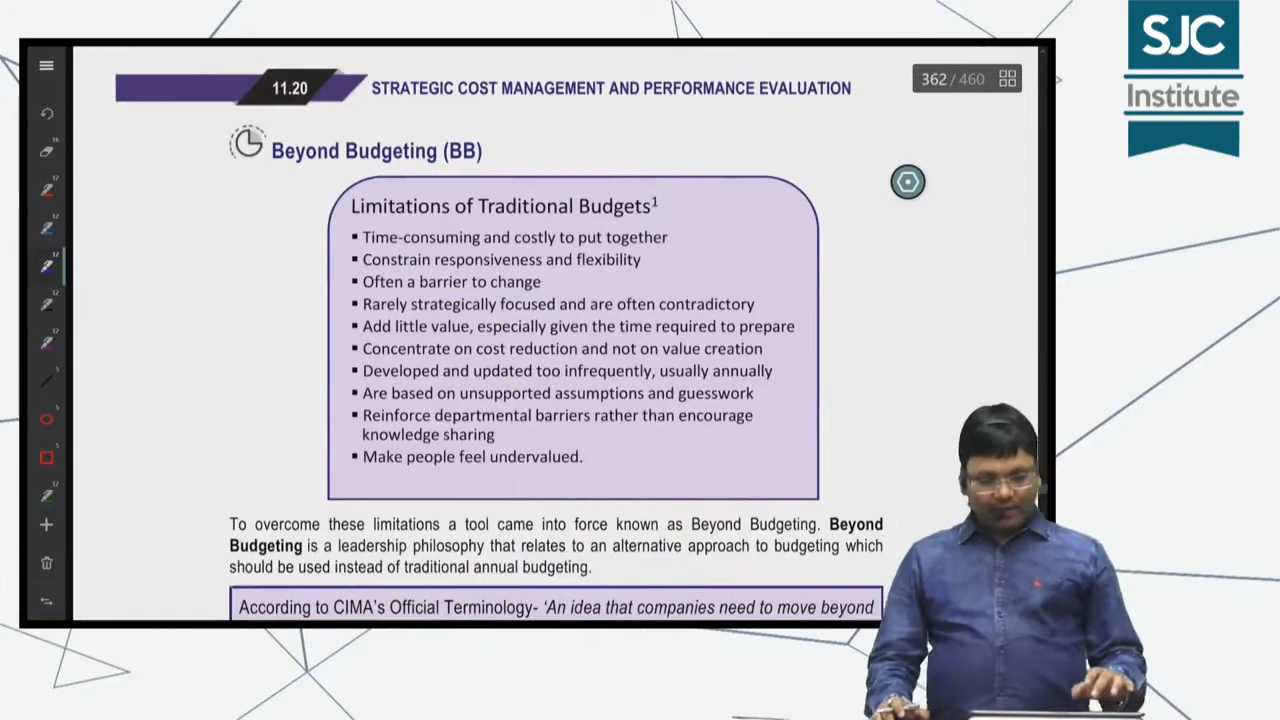 SJC
Institute
11.20
STRATEGIC COST MANAGEMENT AND PERFORMANCE EVALUATION
362 / 460
Beyond Budgeting (BB)
Limitations of Traditional Budgets1
▪ Time-consuming and costly to put together
▪ Constrain responsiveness and flexibility
▪ Often a barrier to change
▪ Rarely strategically focused and are often contradictory
▪ Add little value, especially given the time required to prepare
▪ Concentrate on cost reduction and not on value creation
▪ Developed and updated too infrequently, usually annually
▪ Are based on unsupported assumptions and guesswork
▪ Reinforce departmental barriers rather than encourage
knowledge sharing
▪ Make people feel undervalued.
To overcome these limitations a tool came into force known as Beyond Budgeting. Beyond
Budgeting is a leadership philosophy that relates to an alternative approach to budgeting which
should be used instead of traditional annual budgeting.
According to CIMA's Official Terminology- 'An idea that companies need to move beyond